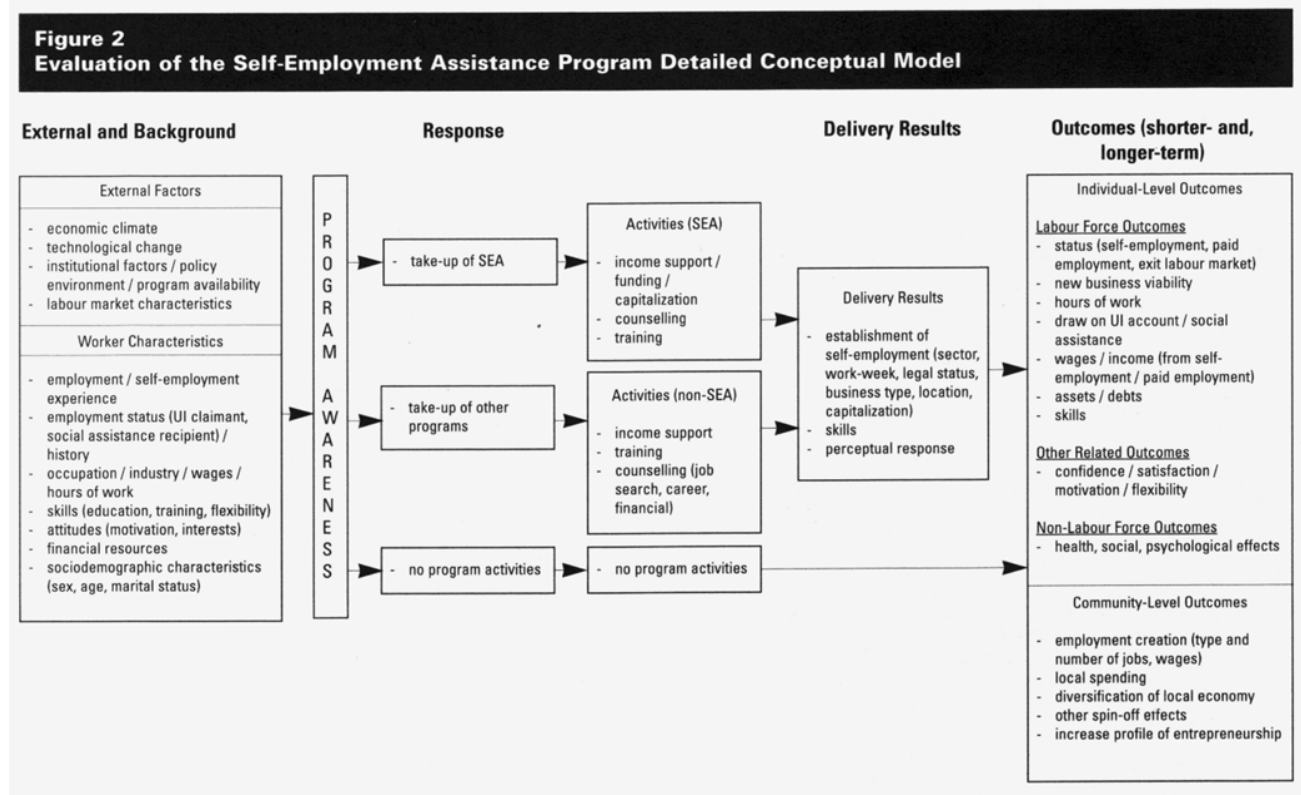 Figure 2
Evaluation of the Self-Employment Assistance Program Detailed Conceptual Model
External and Background
External Factors
- economic climate
- technological change
- institutional factors / policy
environment / program availability
- labour market characteristics
Worker Characteristics
- employment / self-employment
experience
- employment status (UI claimant,
social assistance recipient) /
history
- occupation / industry / wages /
hours of work
- skills (education, training, flexibility)
- attitudes (motivation, interests)
- financial resources
- sociodemographic characteristics
(sex, age, marital status)
PROGRAM AWARENESS
Response
- take-up of SEA
- take-up of other
programs
- no program activities
Activities (SEA)
- income support /
funding /
capitalization
- counselling
- training
Activities (non-SEA)
- income support
- training
- counselling (job
search, career,
financial)
- no program activities
Delivery Results
Delivery Results
- establishment of
self-employment (sector,
work-week, legal status,
business type, location,
capitalization)
- skills
- perceptual response
Outcomes (shorter- and,
longer-term)
Individual-Level Outcomes
Labour Force Outcomes
- status (self-employment, paid
employment, exit labour market)
- new business viability
- hours of work
- draw on UI account / social
assistance
- wages / income (from self-
employment / paid employment)
- assets / debts
- skills
Other Related Outcomes
- confidence / satisfaction /
motivation / flexibility
Non-Labour Force Outcomes
- health, social, psychological effects
Community-Level Outcomes
- employment creation (type and
number of jobs, wages)
- local spending
- diversification of local economy
- other spin-off effects
- increase profile of entrepreneurship